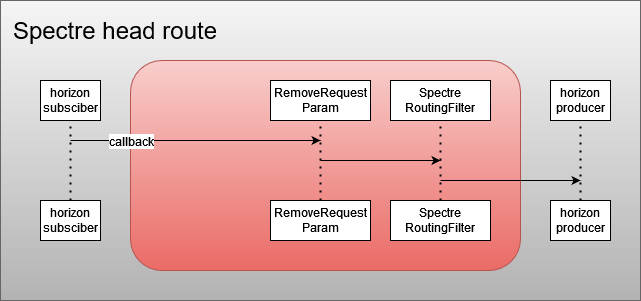 Spectre head route
horizon
subsciber
RemoveRequest
Param
Spectre
RoutingFilter
horizon
producer
callback
horizon
subsciber
RemoveRequest
Param
Spectre
RoutingFilter
horizon
producer